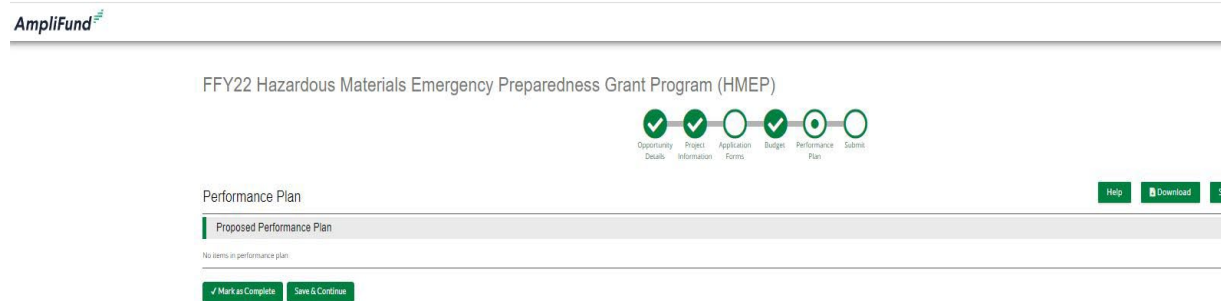 AmpliFund
FFY22 Hazardous Materials Emergency Preparedness Grant Program (HMEP)
Opportunity Details
Project Information
Application Forms
Budget
Performance Plan
Submit
Performance Plan
Help
Download
S
Proposed Performance Plan
No items in performance plan
✓ Mark as Complete
Save & Continue